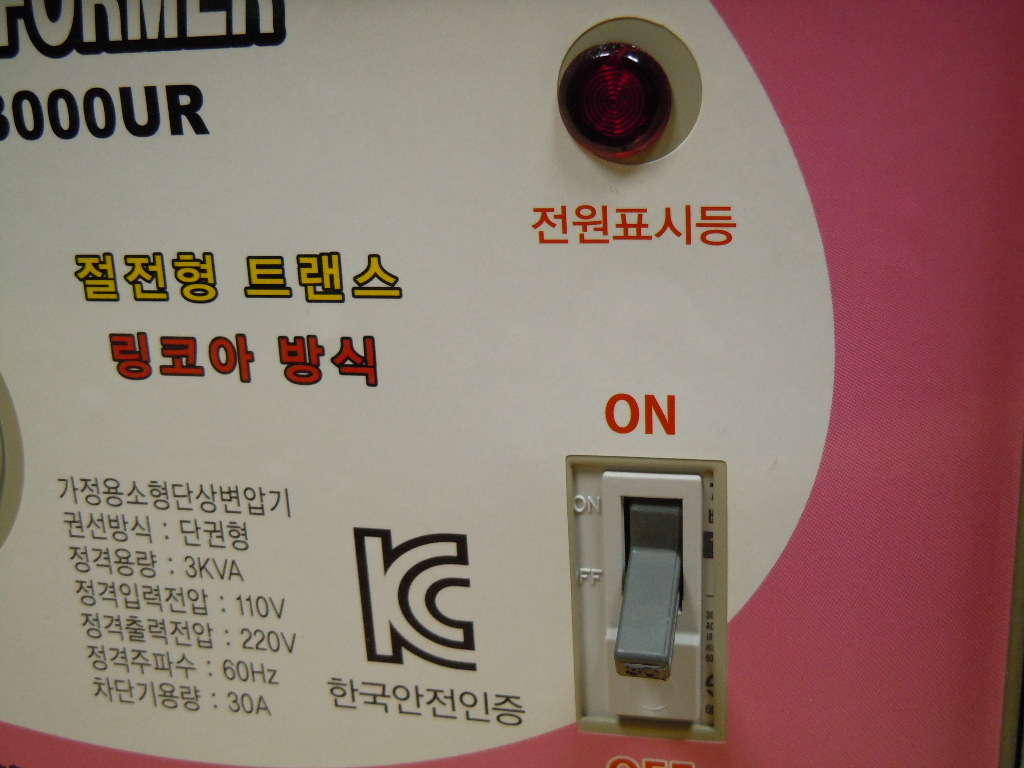 FORMER
3000UR
전원표시등
절전형 트랜스
링코아 방식
ON
가정용소형단상변압기
권선방식 : 단권형
정격용량 : 3KVA
정격입력전압 : 110V
정격출력전압 : 220V
정격주파수 : 60Hz
차단기용량 : 30A
KC
한국안전인증
ON
FF
OFF